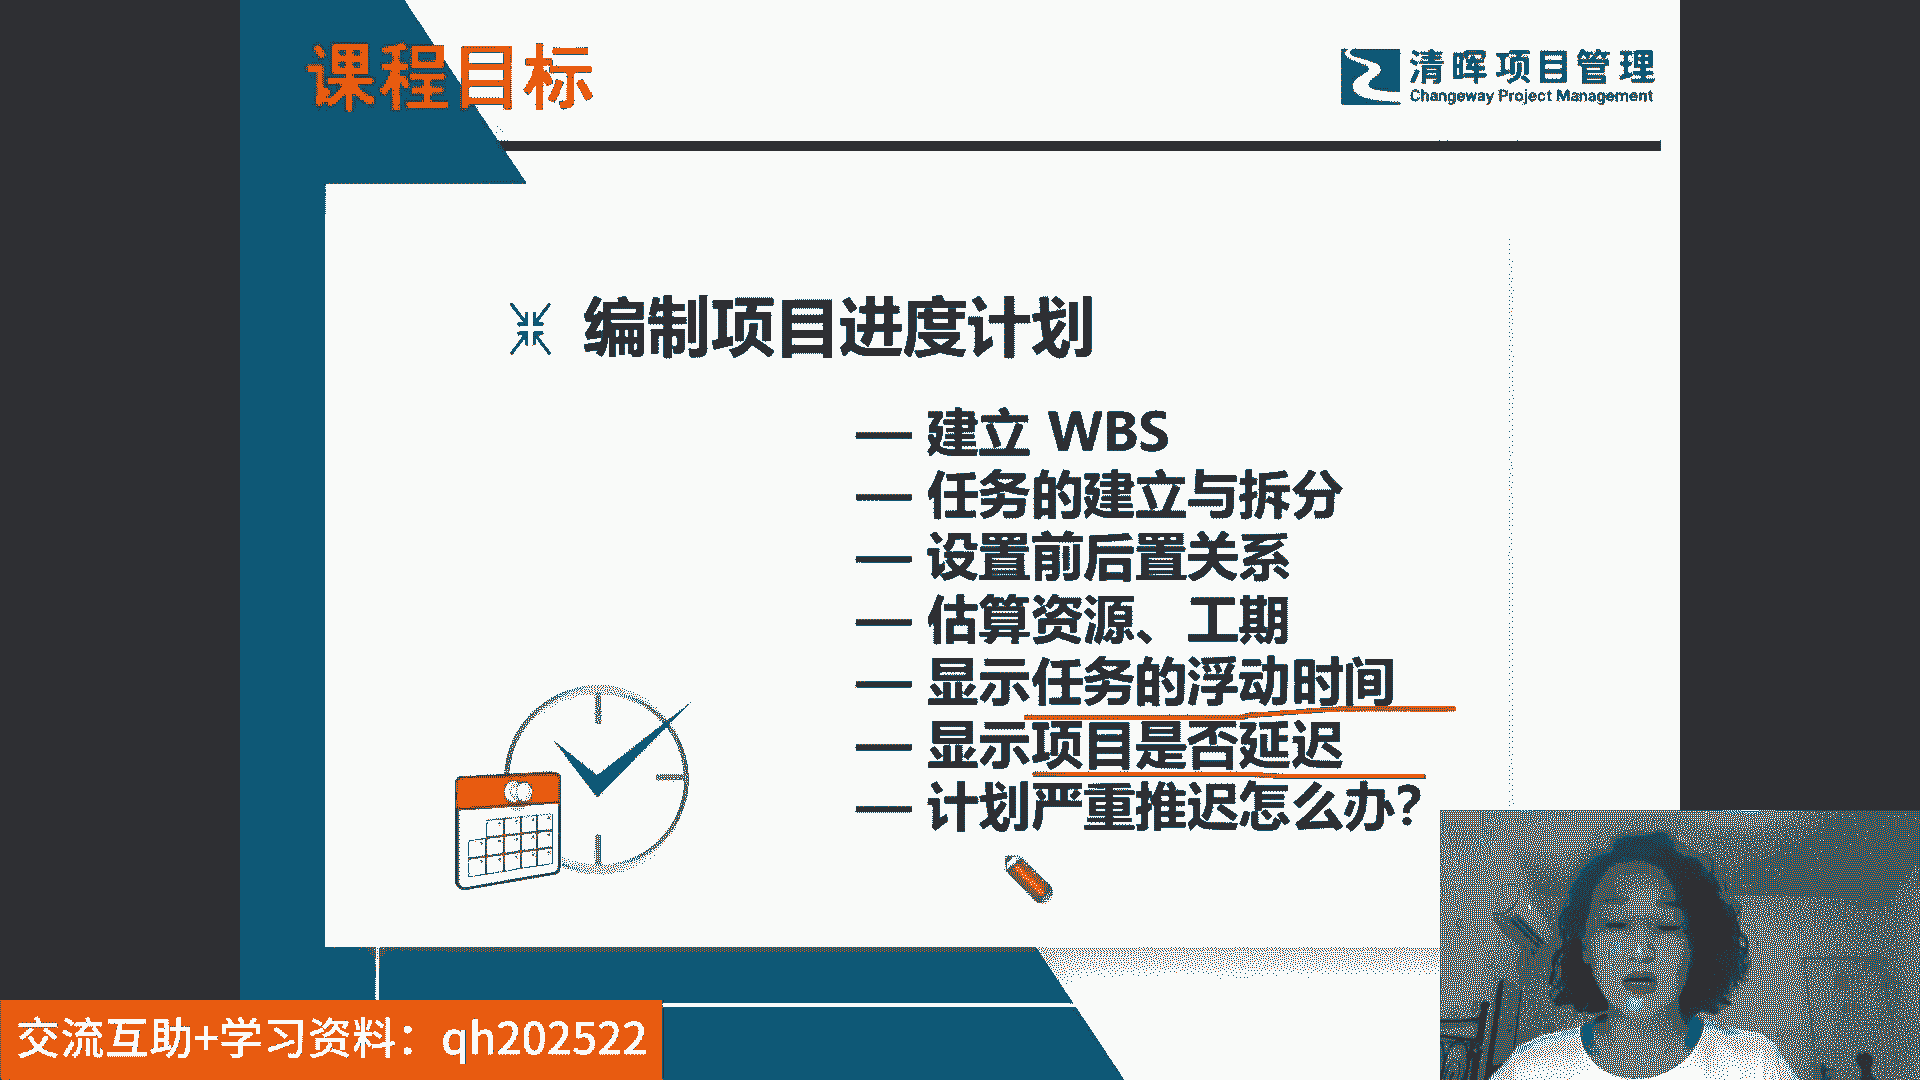 课程目标
清晖项目管理
Changeway Project Management
编制项目进度计划
— 建立 WBS
— 任务的建立与拆分
— 设置前后置关系
— 估算资源、工期
— 显示任务的浮动时间
— 显示项目是否延迟
— 计划严重推迟怎么办？
交流互助+学习资料：qh202522